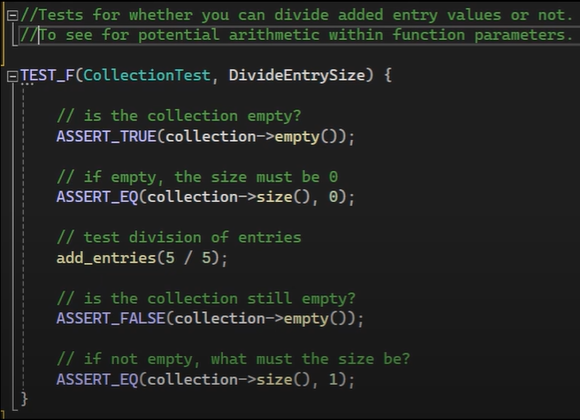 //Tests for whether you can divide added entry values or not.
//To see for potential arithmetic within function parameters.
TEST_F(CollectionTest, DivideEntrySize) {
// is the collection empty?
ASSERT_TRUE(collection->empty());
// if empty, the size must be 0
ASSERT_EQ(collection->size(), 0);
// test division of entries
add_entries(5 / 5);
// is the collection still empty?
ASSERT_FALSE(collection->empty());
// if not empty, what must the size be?
ASSERT_EQ(collection->size(), 1);
}